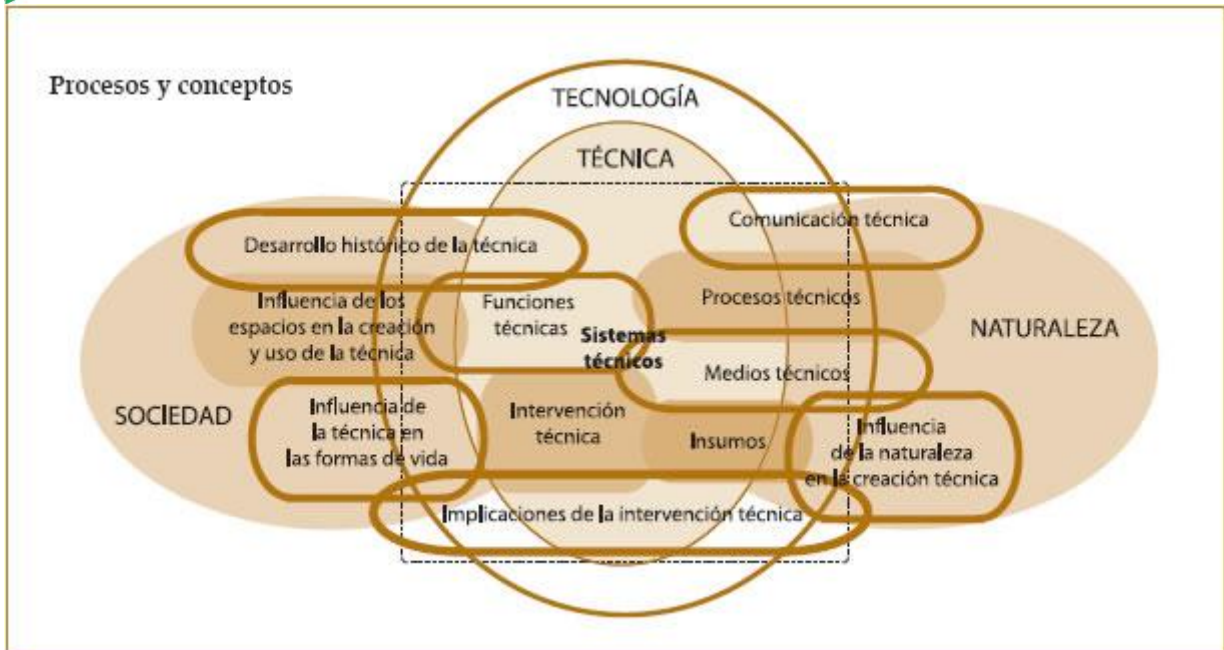 Procesos y conceptos
TECNOLOGÍA
TÉCNICA
Comunicación técnica
Desarrollo histórico de la técnica
Procesos técnicos
Influencia de los
espacios en la creación
y uso de la técnica
Funciones
técnicas
Sistemas
técnicos
NATURALEZA
Medios técnicos
SOCIEDAD
Influencia de
la técnica en
las formas de vida
Intervención
técnica
Insumos
Influencia
de la naturaleza
en la creación técnica
Implicaciones de la intervención técnica